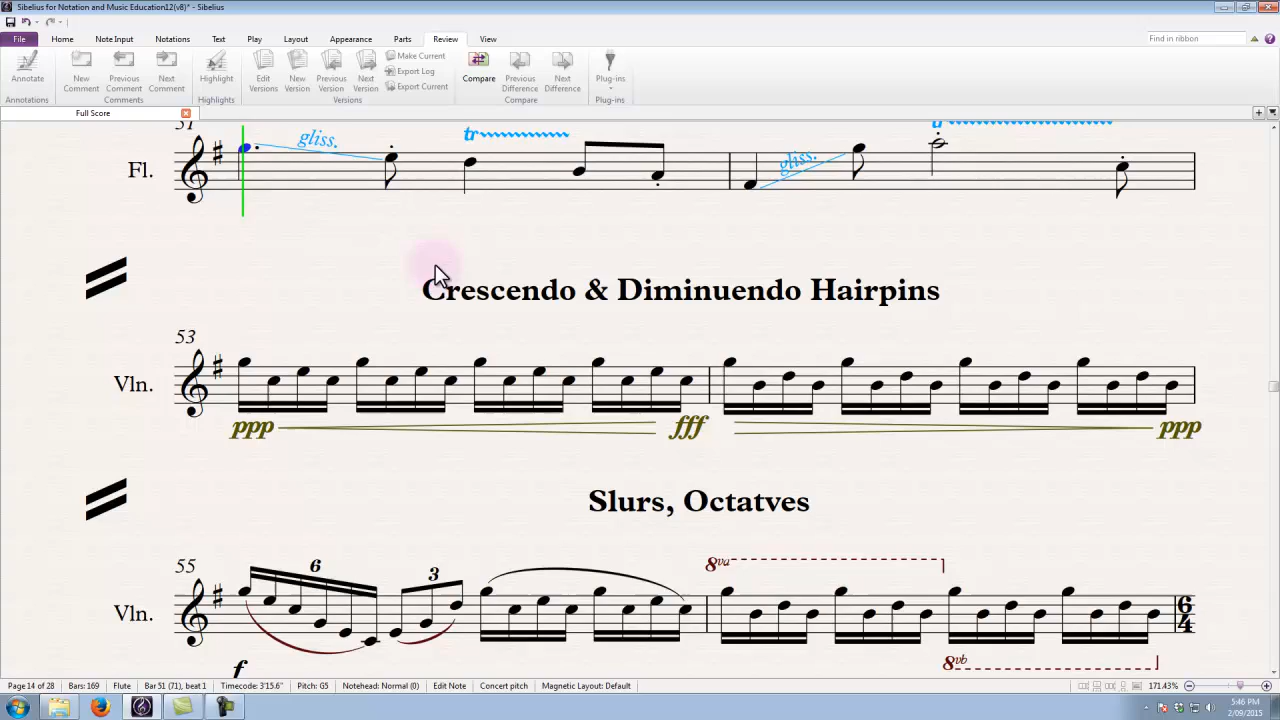 Sibelius for Notation and Music Education12(v8)* - Sibelius
File Home Note Input Notations Text Play Layout Appearance Parts Review View Find in ribbon
Annotate New Comment Previous Comment Next Comment Highlight Edit Versions New Version Previous Version Next Version Make Current Export Log Export Current Compare Previous Difference Next Difference Plug-ins
Annotations Comments Highlights Versions Compare Plug-ins
Full Score
51
gliss. tr gliss. tr
Fl.
Crescendo & Diminuendo Hairpins
53
Vln.
ppp fff ppp
Slurs, Octatves
55
6 3 8va
Vln. 6 4
f 8vb
Page 14 of 28 Bars: 169 Flute Bar 51 (71), beat 1 Timecode: 3'15.6" Pitch: G5 Notehead: Normal (0) Edit Note Concert pitch Magnetic Layout: Default 171.43%
5:46 PM
2/09/2015